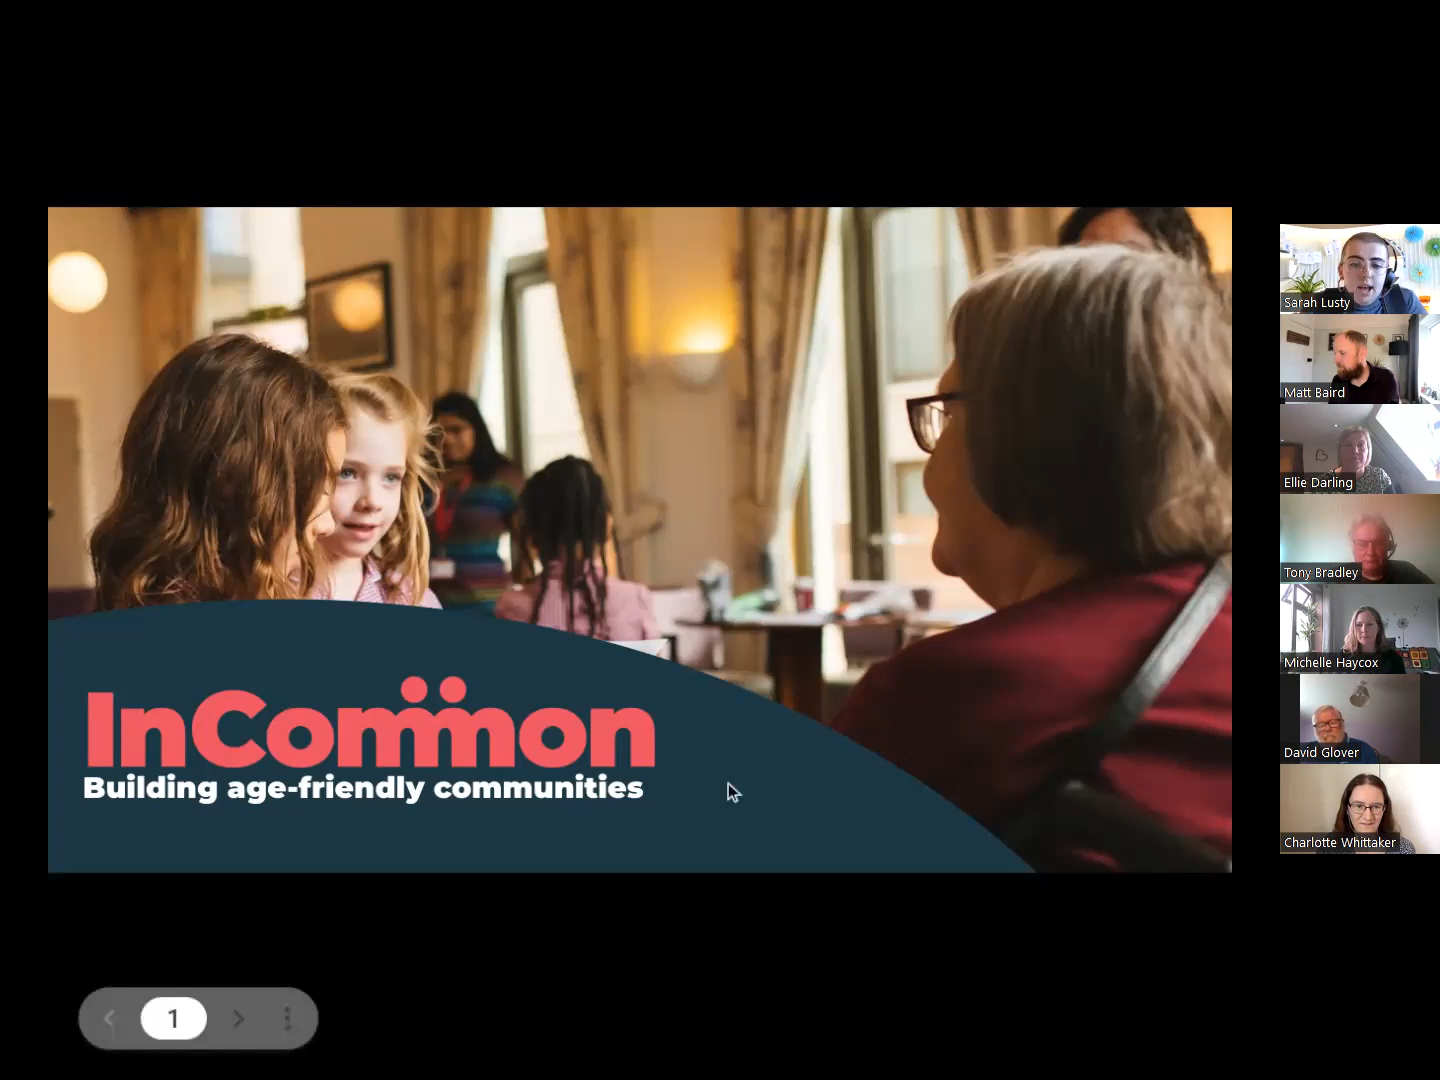 InCommon
Building age-friendly communities
1
Sarah Lusty
Matt Baird
Ellie Darling
Tony Bradley
Michelle Haycox
David Glover
Charlotte Whittaker